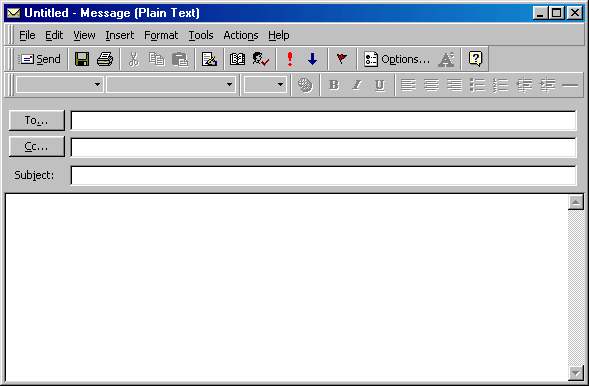 Untitled - Message (Plain Text)
File Edit View Insert Format Tools Actions Help
Send Options...
B I U
To...
Cc...
Subject: